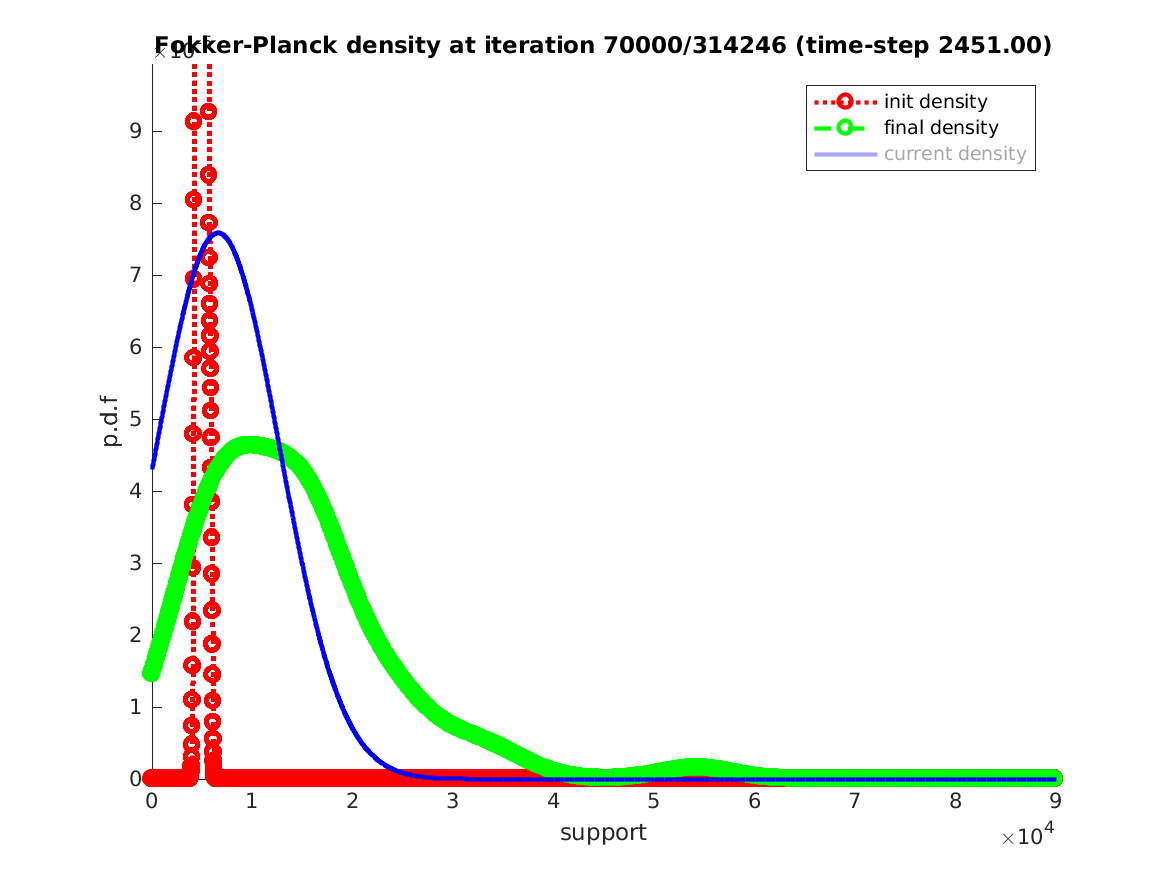 Fokker-Planck density at iteration 70000/314246 (time-step 2451.00)
×10
init density
final density
current density
9
8
7
6
5
4
3
2
1
0
p.d.f
0 1 2 3 4 5 6 7 8 9
support
×10⁴